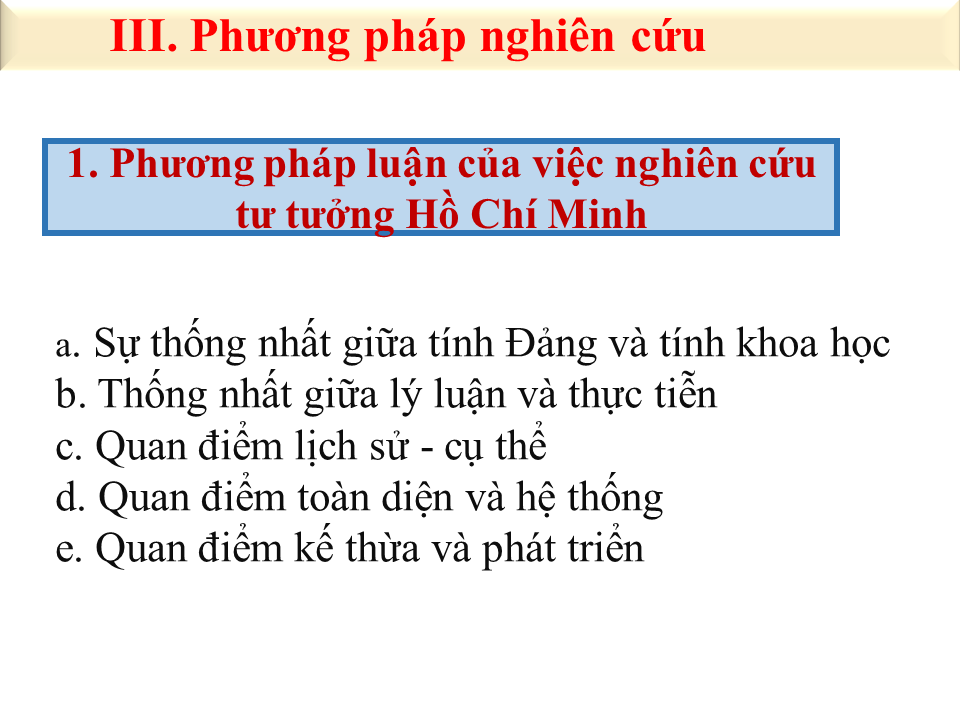 III. Phương pháp nghiên cứu
1. Phương pháp luận của việc nghiên cứu
tư tưởng Hồ Chí Minh
a. Sự thống nhất giữa tính Đảng và tính khoa học
b. Thống nhất giữa lý luận và thực tiễn
c. Quan điểm lịch sử - cụ thể
d. Quan điểm toàn diện và hệ thống
e. Quan điểm kế thừa và phát triển